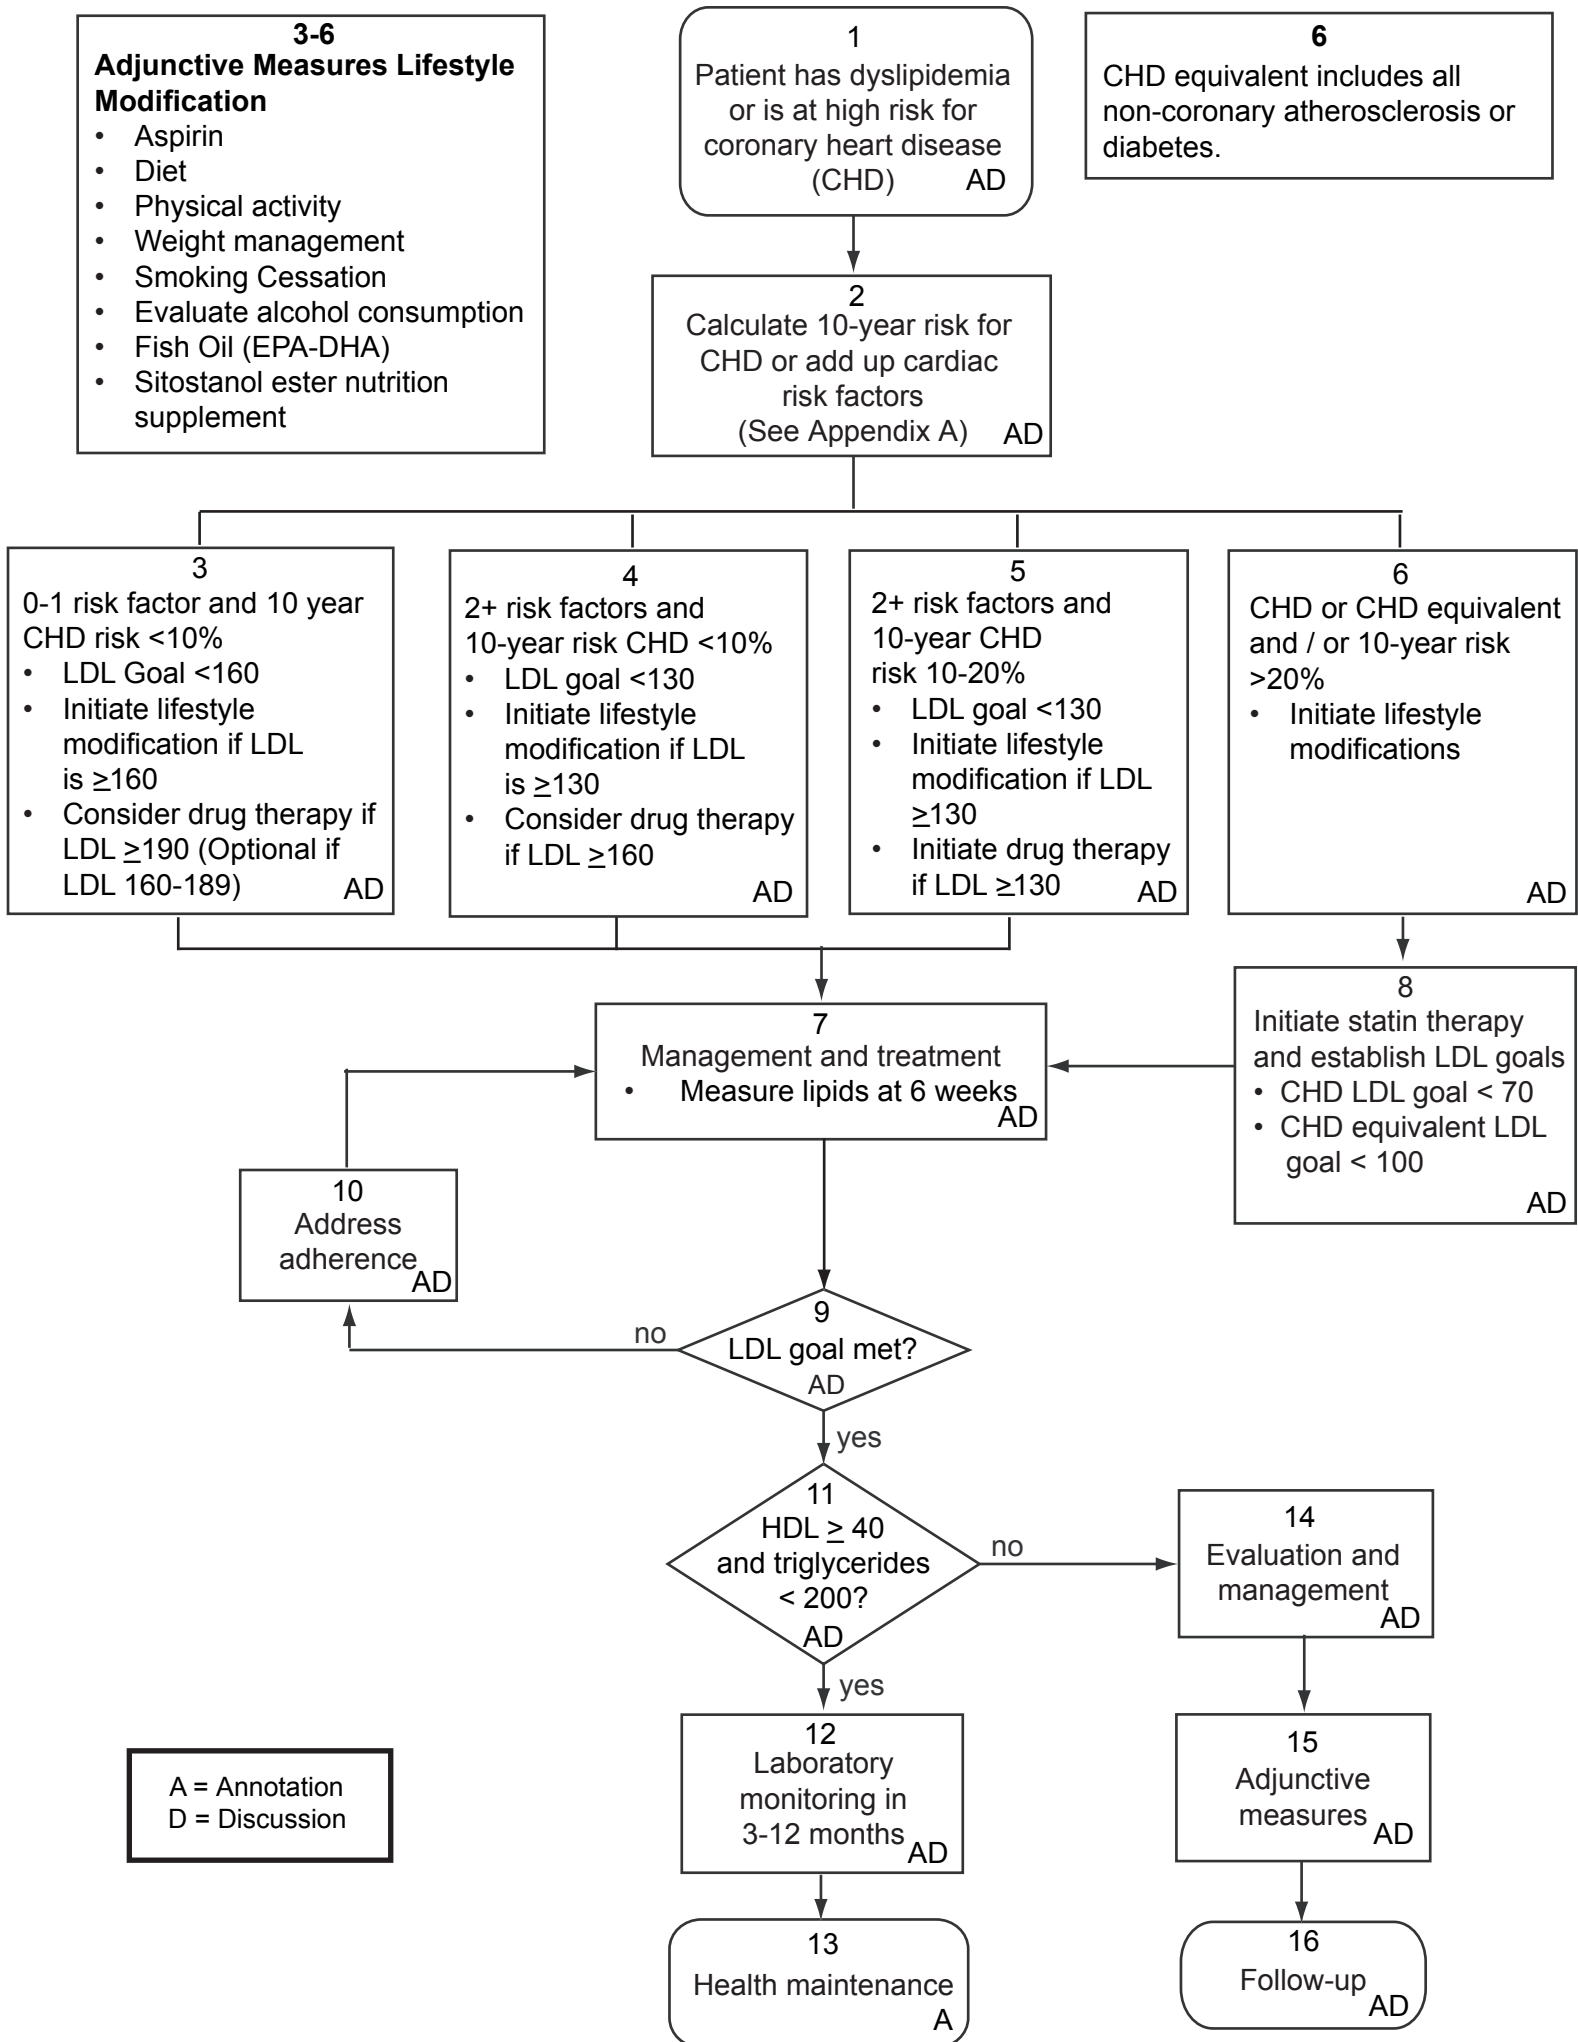 3-6
Adjunctive Measures Lifestyle
Modification
• Aspirin
• Diet
• Physical activity
• Weight management
• Smoking Cessation
• Evaluate alcohol consumption
• Fish Oil (EPA-DHA)
• Sitostanol ester nutrition
supplement
1
Patient has dyslipidemia
or is at high risk for
coronary heart disease
(CHD) AD
6
CHD equivalent includes all
non-coronary atherosclerosis or
diabetes.
2
Calculate 10-year risk for
CHD or add up cardiac
risk factors
(See Appendix A) AD
3
0-1 risk factor and 10 year
CHD risk <10%
• LDL Goal <160
• Initiate lifestyle
modification if LDL
is ≥160
• Consider drug therapy if
LDL ≥190 (Optional if
LDL 160-189) AD
4
2+ risk factors and
10-year risk CHD <10%
• LDL goal <130
• Initiate lifestyle
modification if LDL
is ≥130
• Consider drug therapy
if LDL ≥160
AD
5
2+ risk factors and
10-year CHD
risk 10-20%
• LDL goal <130
• Initiate lifestyle
modification if LDL
≥130
• Initiate drug therapy
if LDL ≥130 AD
6
CHD or CHD equivalent
and / or 10-year risk
>20%
• Initiate lifestyle
modifications
AD
7
Management and treatment
• Measure lipids at 6 weeks
AD
8
Initiate statin therapy
and establish LDL goals
• CHD LDL goal < 70
• CHD equivalent LDL
goal < 100
AD
10
Address
adherence
AD
9
LDL goal met?
AD
no
yes
11
HDL ≥ 40
and triglycerides
< 200?
AD
no
yes
14
Evaluation and
management
AD
12
Laboratory
monitoring in
3-12 months
AD
15
Adjunctive
measures
AD
A = Annotation
D = Discussion
13
Health maintenance
A
16
Follow-up
AD